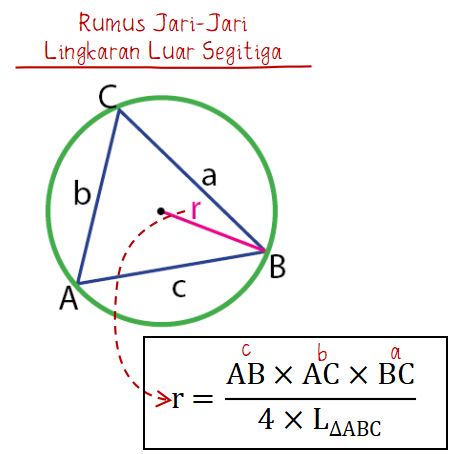 Rumus Jari-Jari
Lingkaran Luar Segitiga
C
b
a
r
B
A
c
c b a
r = AB × AC × BC / 4 × L△ABC